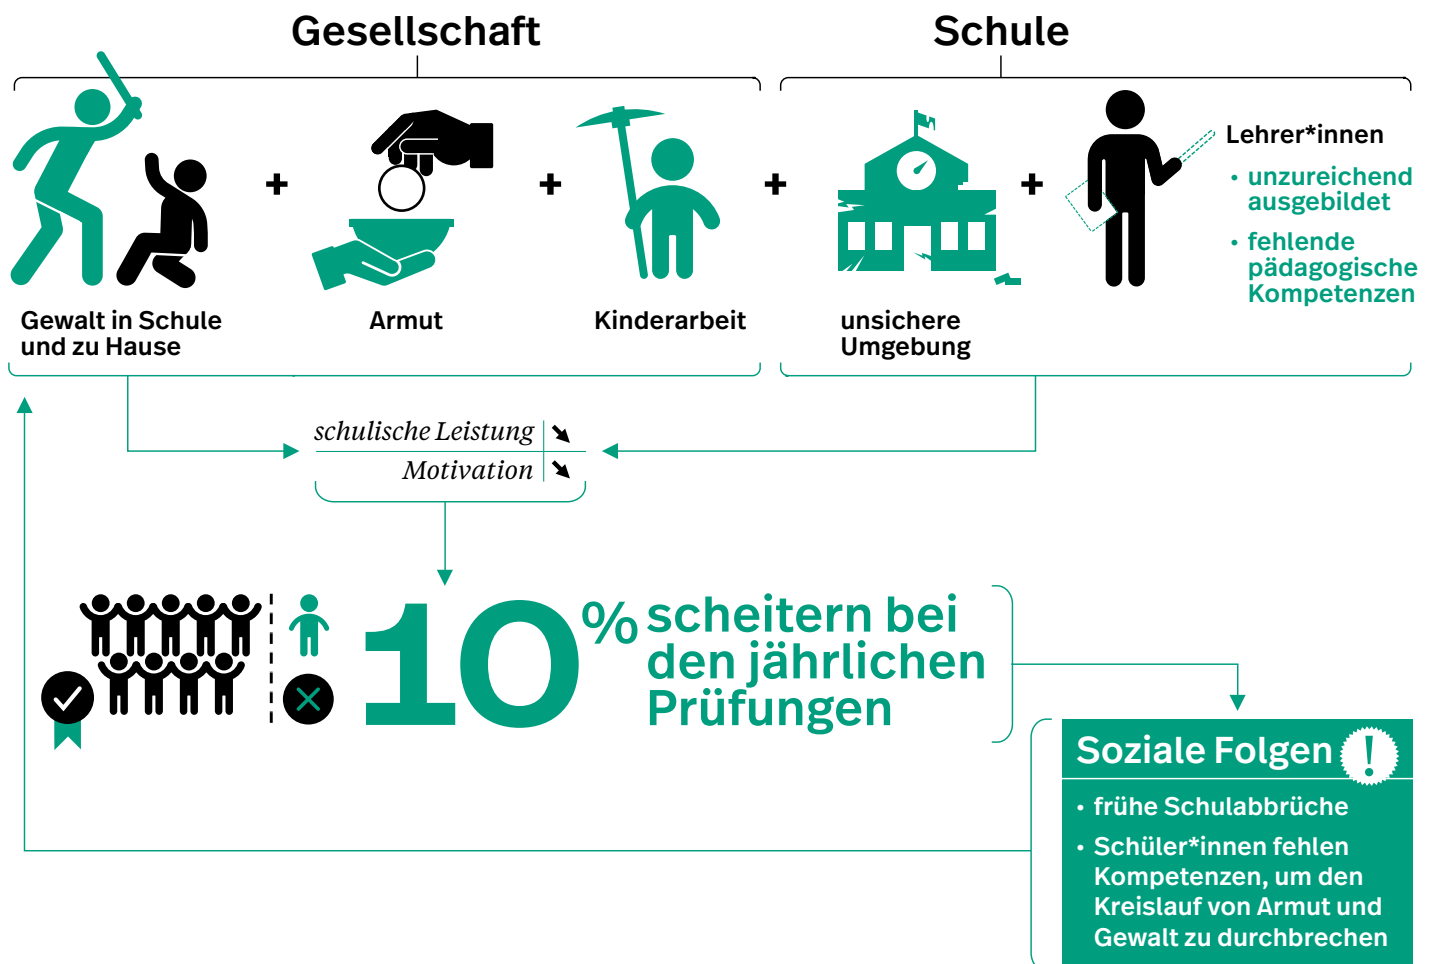 Gesellschaft
Schule
+
+
+
+
Gewalt in Schule
und zu Hause
Armut
Kinderarbeit
unsichere
Umgebung
Lehrer*innen
• unzureichend
ausgebildet
• fehlende
pädagogische
Kompetenzen
schulische Leistung
Motivation
10% scheitern bei
den jährlichen
Prüfungen
Soziale Folgen !
• frühe Schulabbrüche
• Schüler*innen fehlen
Kompetenzen, um den
Kreislauf von Armut und
Gewalt zu durchbrechen